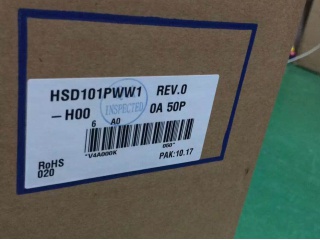 HSD101PWW1 REV.0
-H00 INSPECTED 0A 50P
6 A0
"V4A000K 000"
RoHS PAK:10.17
020